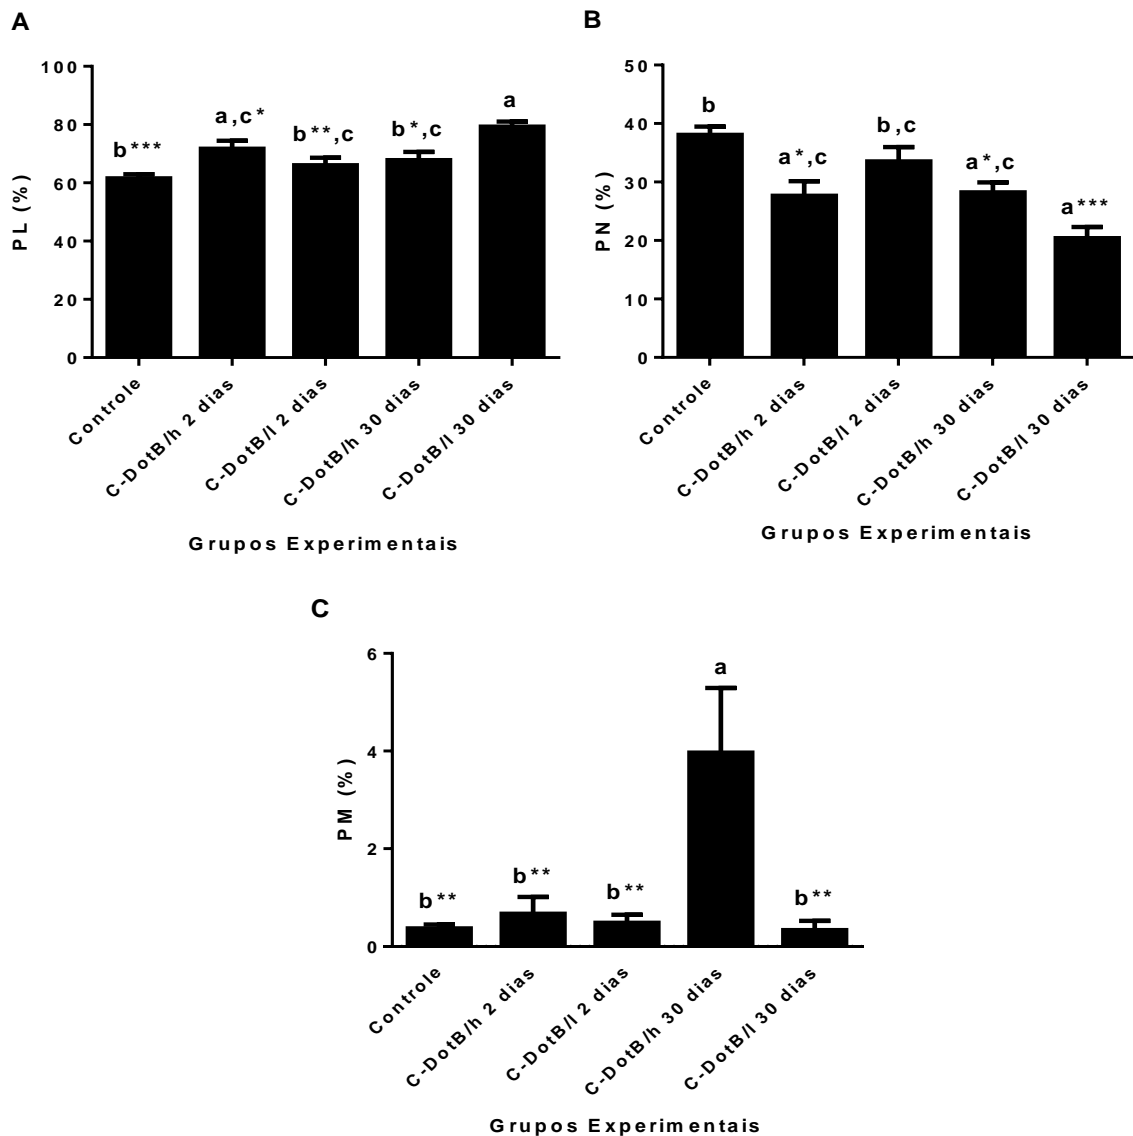 A
PL (%)
100
80
60
40
20
0
b***
a,c*
b**,c
b*,c
a
Controle
C-DotB/h 2 dias
C-DotB/l 2 dias
C-DotB/h 30 dias
C-DotB/l 30 dias
Grupos Experimentais
B
PN (%)
50
40
30
20
10
0
b
a*,c
b,c
a*,c
a***
Controle
C-DotB/h 2 dias
C-DotB/l 2 dias
C-DotB/h 30 dias
C-DotB/l 30 dias
Grupos Experimentais
C
PM (%)
6
4
2
0
b**
b**
b**
a
b**
Controle
C-DotB/h 2 dias
C-DotB/l 2 dias
C-DotB/h 30 dias
C-DotB/l 30 dias
Grupos Experimentais